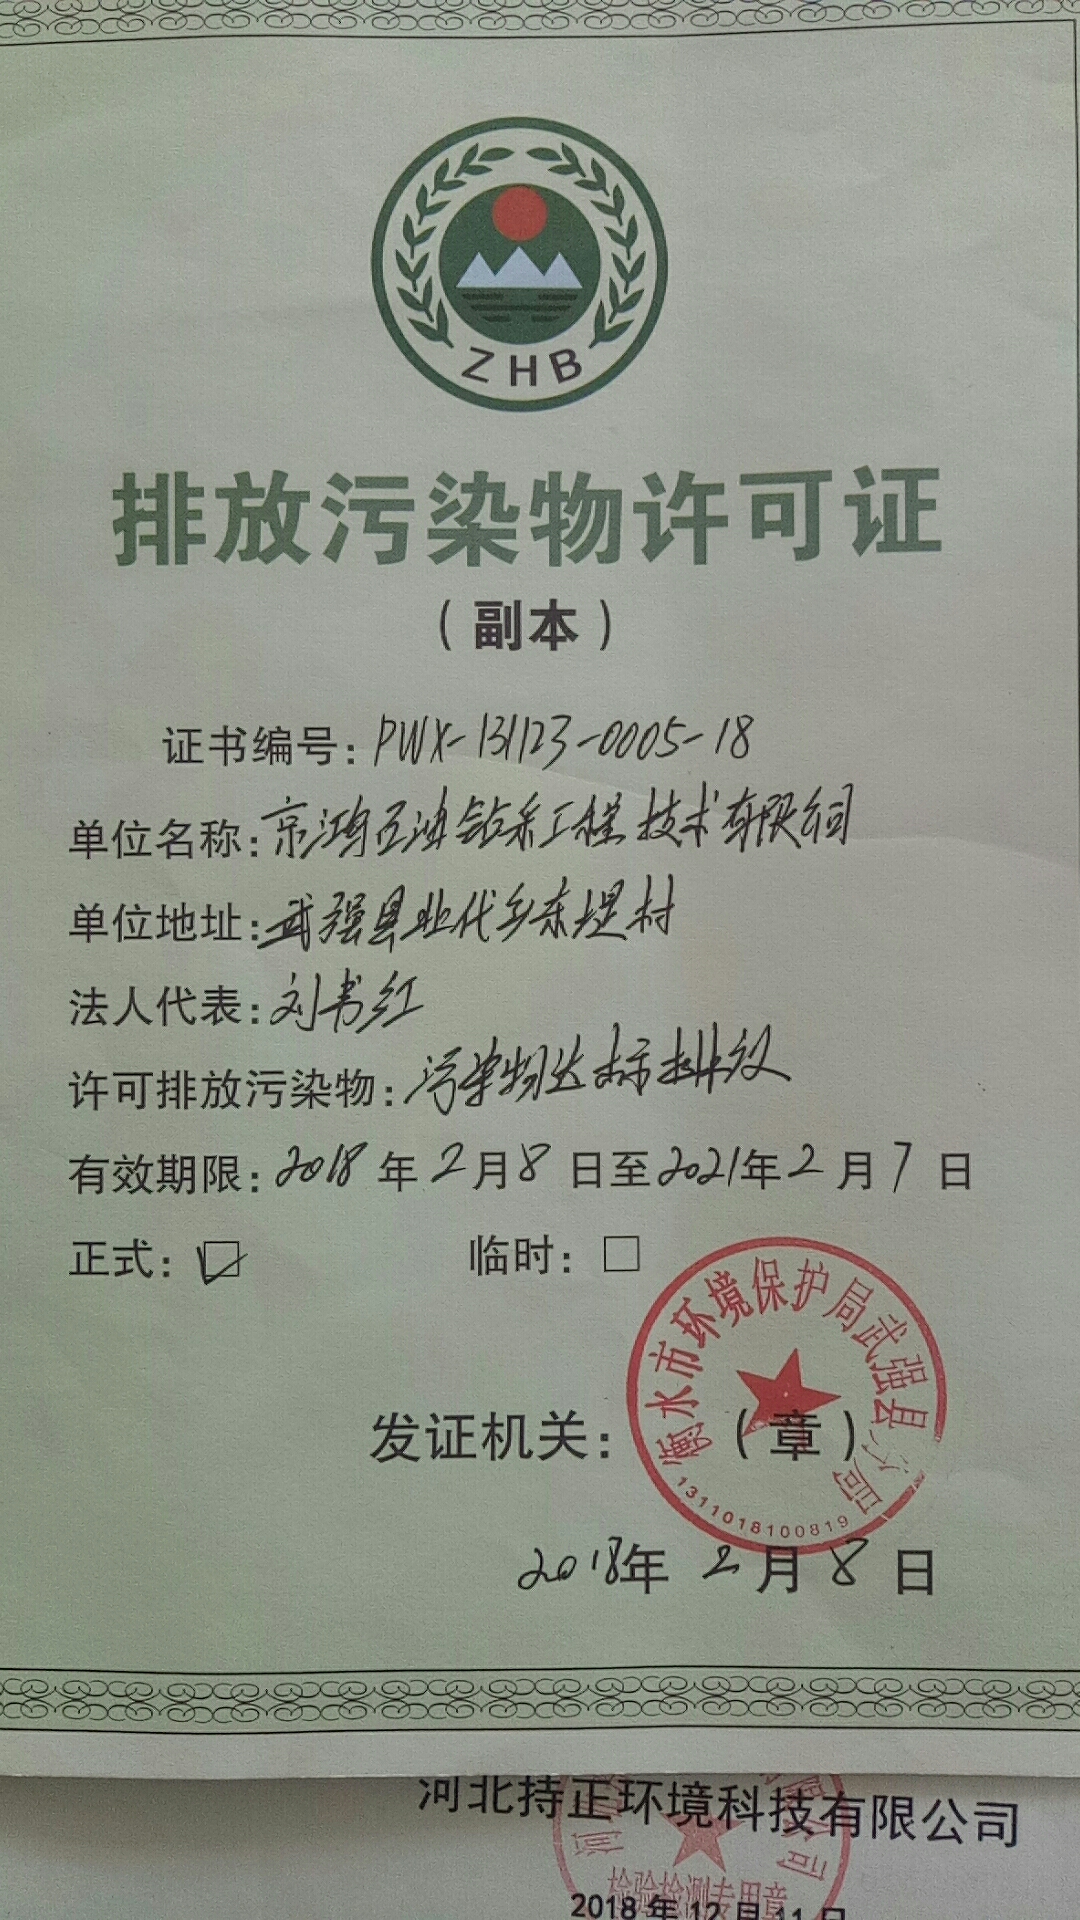 ZHB
排放污染物许可证
（副本）
证书编号：PWX-131123-0005-18
单位名称：京鸿石油钻采工程技术有限公司
单位地址：武强县北代乡东堤村
法人代表：刘书红
许可排放污染物：污染物达标排放
有效期限：2018年2月8日至2021年2月7日
正式：☑ 临时：□
衡水市环境保护局武强县分局
发证机关：（章）
1311018100819
2018年2月8日
河北持正环境科技有限公司
检验检测专用章
2018年12月11日